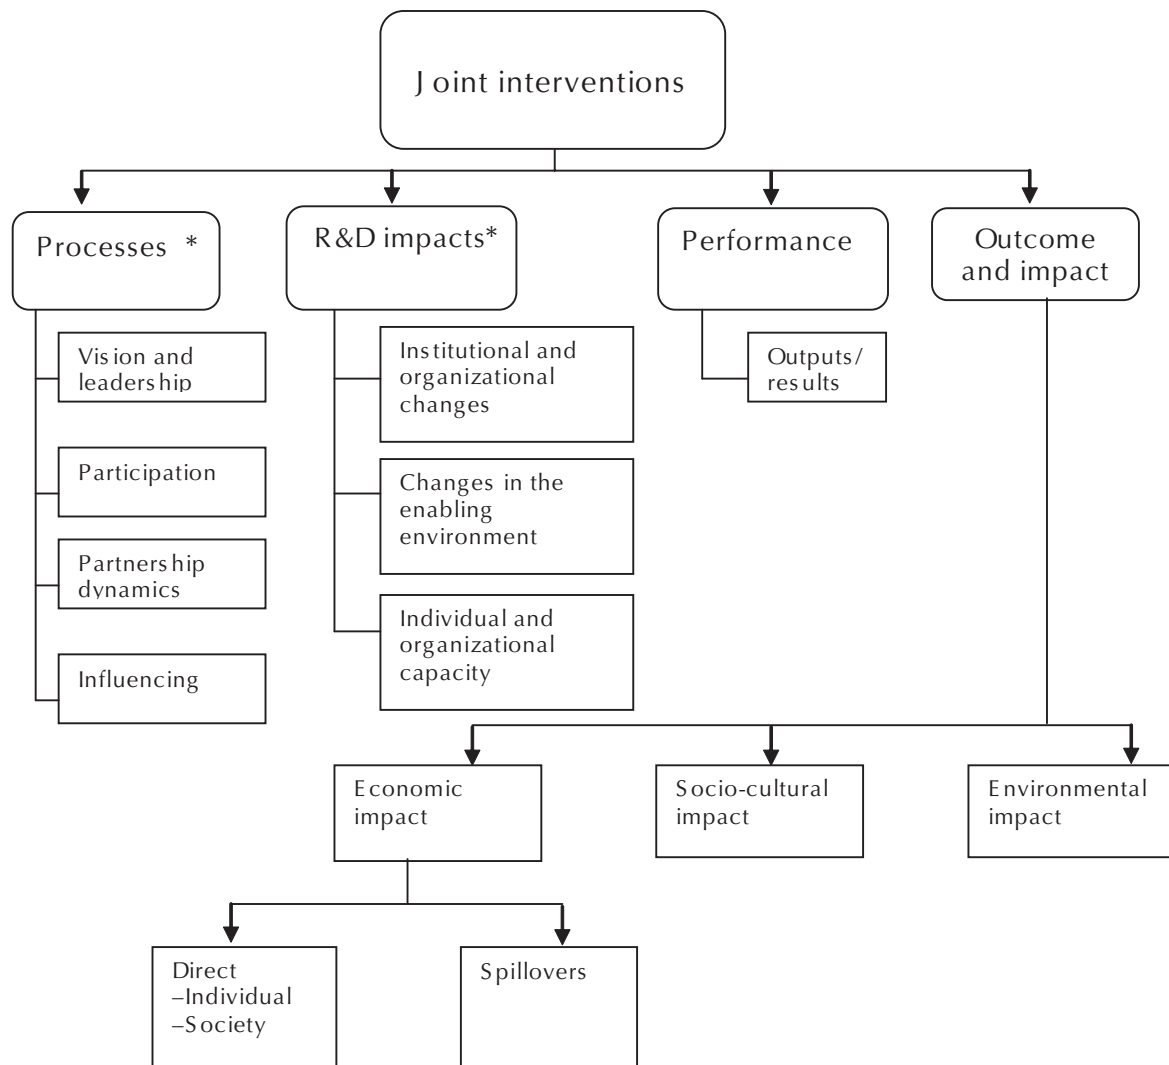 Joint interventions
Processes *
R&D impacts*
Performance
Outcome
and impact
Vision and
leadership
Participation
Partnership
dynamics
Influencing
Institutional and
organizational
changes
Changes in the
enabling
environment
Individual and
organizational
capacity
Outputs/
results
Economic
impact
Socio-cultural
impact
Environmental
impact
Direct
–Individual
–Society
Spillovers